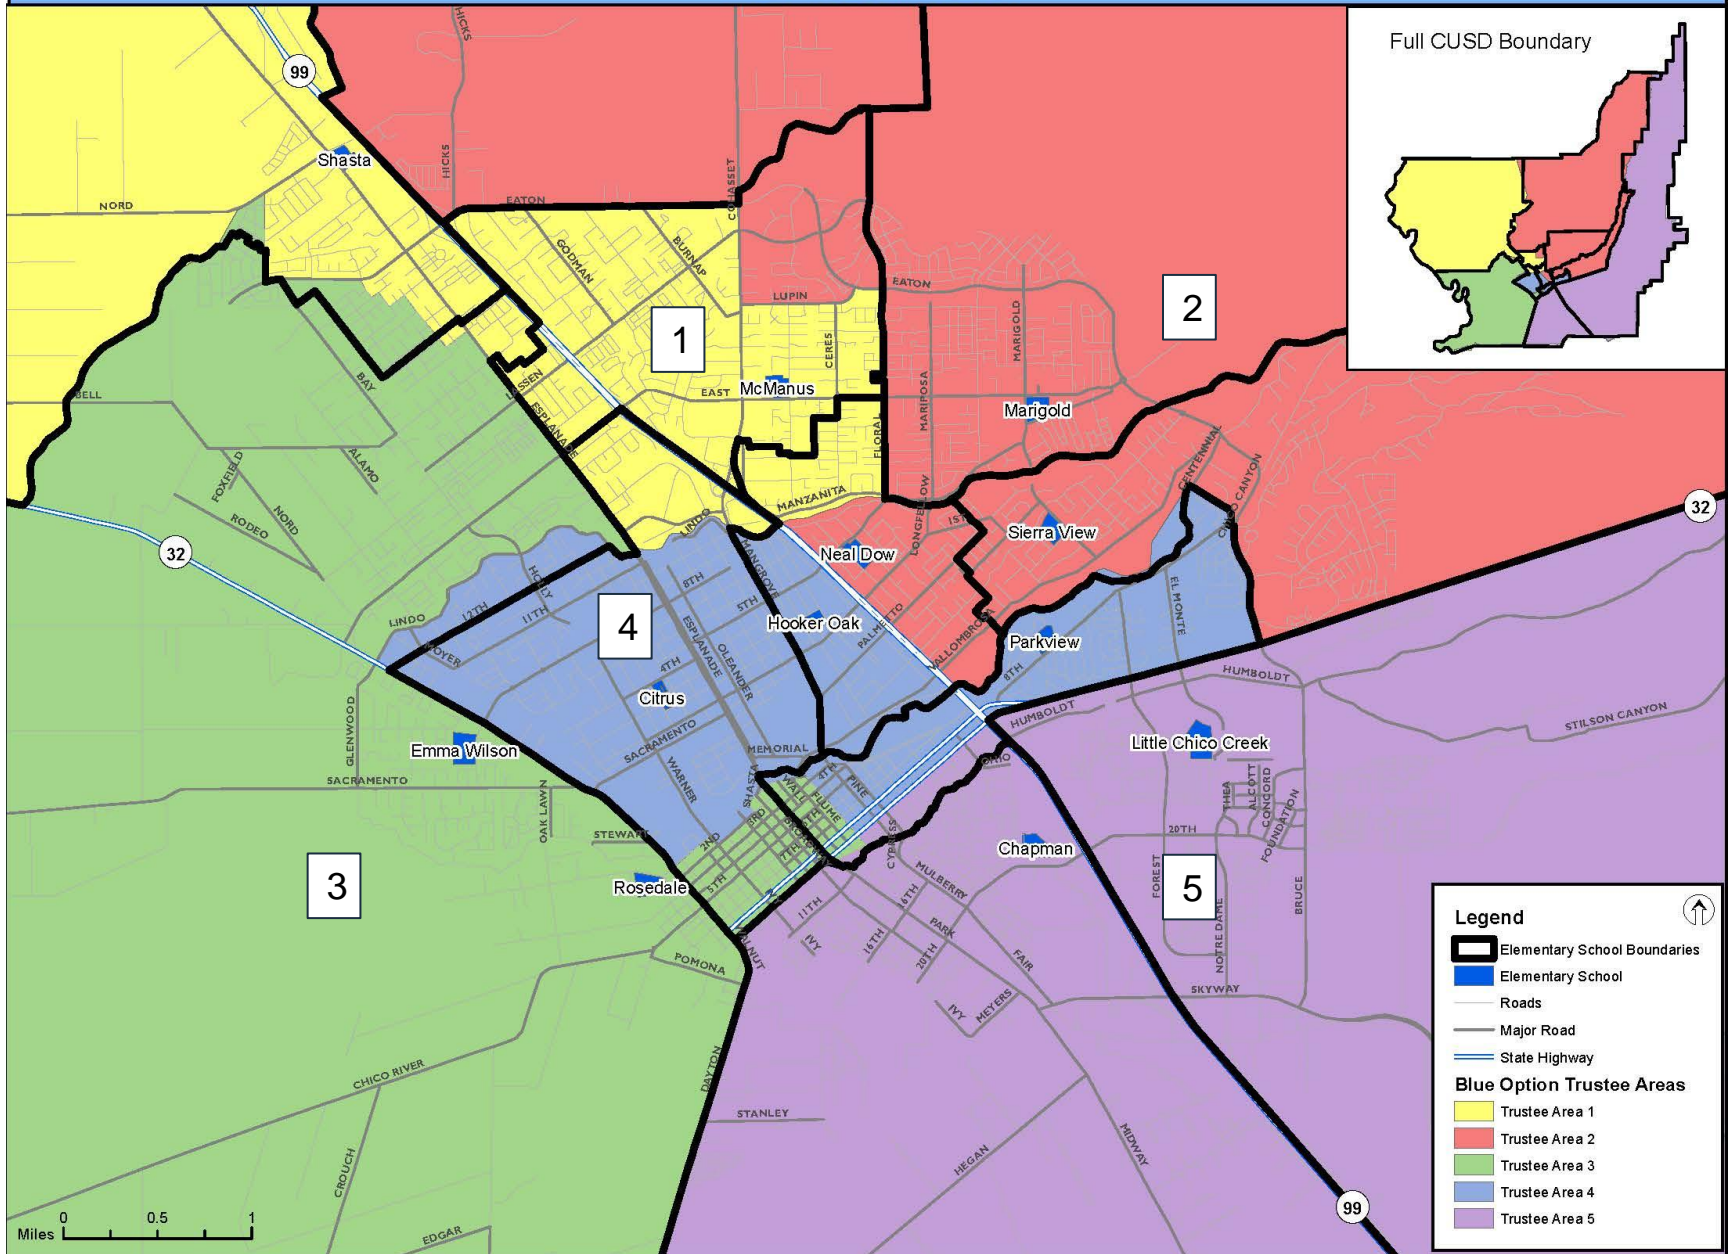 Full CUSD Boundary
99
HICKS
HICKS
COHASSET
Shasta
NORD
EATON
GODMAN
BURNAP
LUPIN
EATON
1
2
CERES
MARIGOLD
MARIPOSA
McManus
EAST
Marigold
BELL
BAY
LASSEN
ESPLANADE
FLORAL
ALAMO
FOXFIELD
NORD
RODEO
CENTENNIAL
CHICO CANYON
MANZANITA
LINDO
LONGFELLOW
1ST
32
32
Neal Dow
Sierra View
MANGROVE
HOLLY
8TH
5TH
12TH
11TH
LINDO
MOYER
4
Hooker Oak
PALMETTO
VALLOMBROSA
Parkview
EL MONTE
ESPLANADE
OLEANDER
4TH
8TH
Citrus
HUMBOLDT
HUMBOLDT
STILSON CANYON
GLENWOOD
Emma Wilson
SACRAMENTO
MEMORIAL
Little Chico Creek
OHIO
SACRAMENTO
WARNER
SHASTA
WALL
4TH
PINE
FLUME
THEA
ALCOTT
CONCORD
FOUNDATION
OAK LAWN
STEWART
2ND
3RD
5TH
BROADWAY
7TH
5TH
CYPRESS
Chapman
20TH
3
Rosedale
MULBERRY
FOREST
5
NOTRE DAME
BRUCE
11TH
IVY
16TH
16TH
PARK
20TH
FAIR
WALNUT
POMONA
IVY
MEYERS
SKYWAY
CHICO RIVER
DAYTON
STANLEY
MIDWAY
HEGAN
CROUCH
EDGAR
99
0 0.5 1
Miles
Legend
Elementary School Boundaries
Elementary School
Roads
Major Road
State Highway
Blue Option Trustee Areas
Trustee Area 1
Trustee Area 2
Trustee Area 3
Trustee Area 4
Trustee Area 5